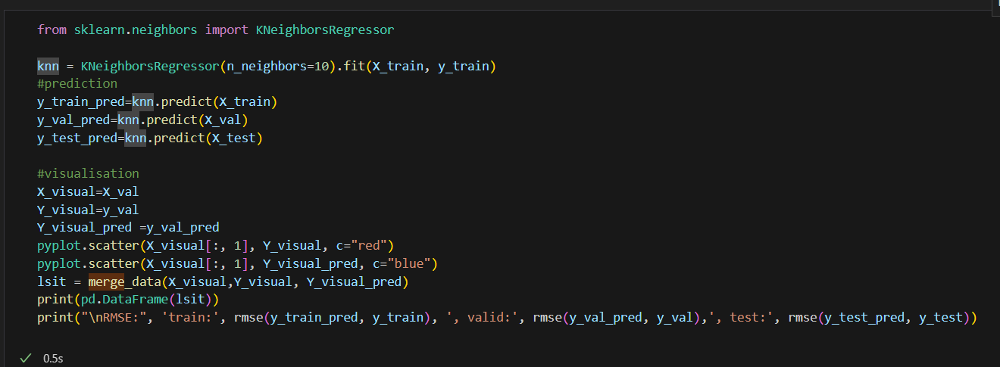 from sklearn.neighbors import KNeighborsRegressor
knn = KNeighborsRegressor(n_neighbors=10).fit(X_train, y_train)
#prediction
y_train_pred=knn.predict(X_train)
y_val_pred=knn.predict(X_val)
y_test_pred=knn.predict(X_test)
#visualisation
X_visual=X_val
Y_visual=y_val
Y_visual_pred =y_val_pred
pyplot.scatter(X_visual[:, 1], Y_visual, c="red")
pyplot.scatter(X_visual[:, 1], Y_visual_pred, c="blue")
lsit = merge_data(X_visual,Y_visual, Y_visual_pred)
print(pd.DataFrame(lsit))
print("\nRMSE:", 'train:', rmse(y_train_pred, y_train), ', valid:', rmse(y_val_pred, y_val),', test:', rmse(y_test_pred, y_test))
0.5s